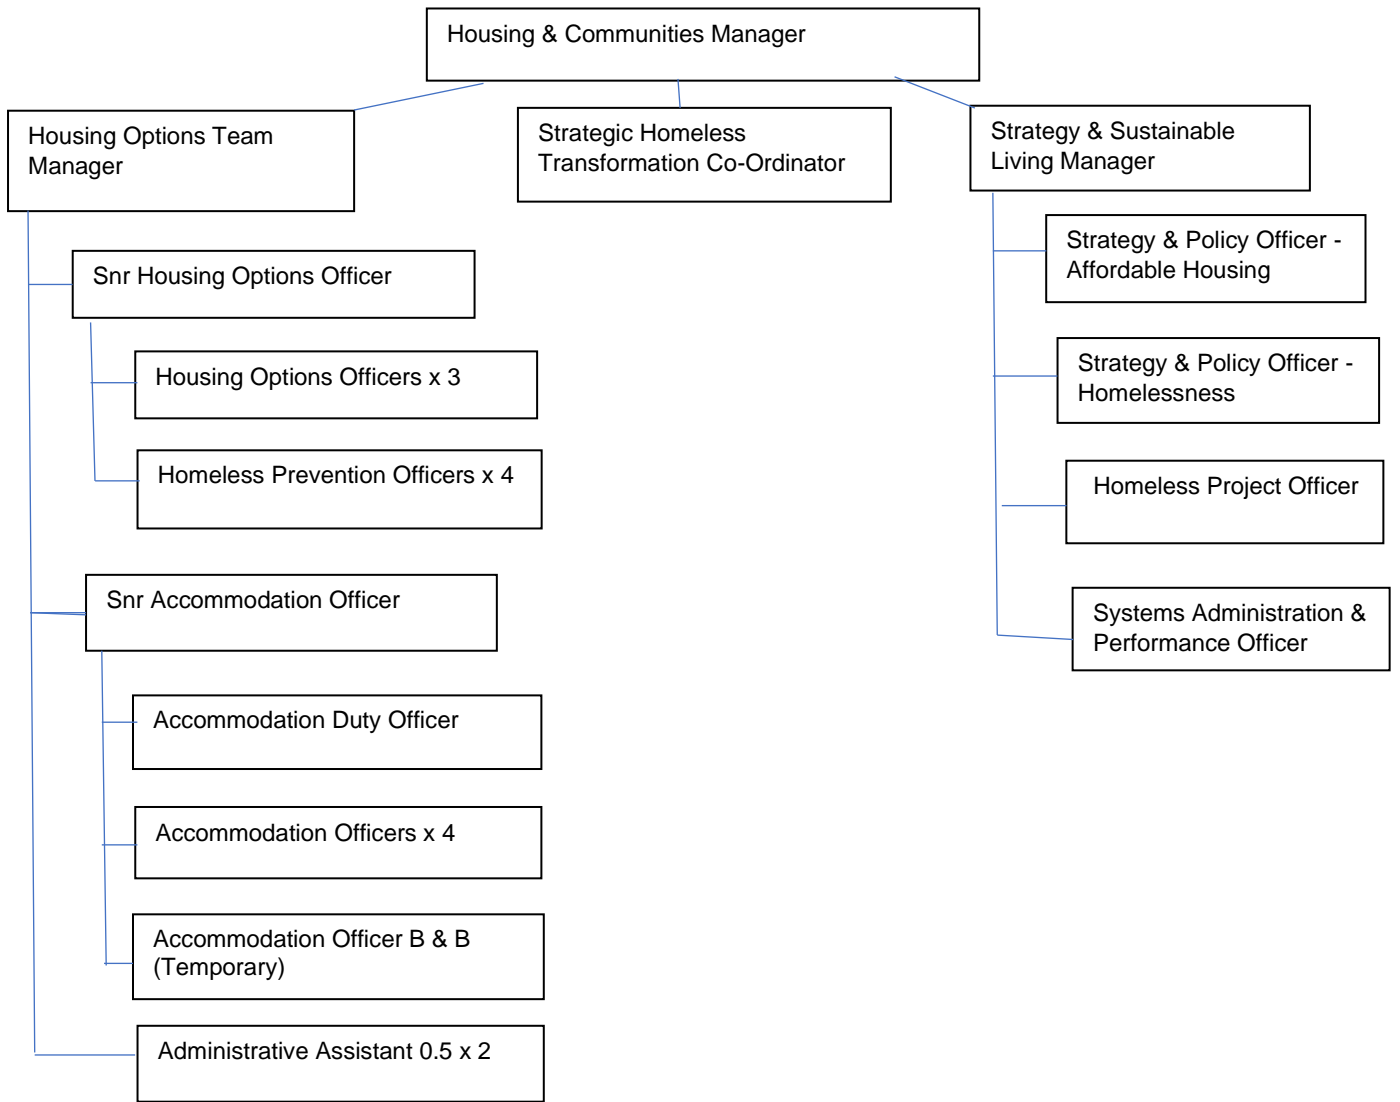 Housing & Communities Manager
Housing Options Team
Manager
Strategic Homeless
Transformation Co-Ordinator
Strategy & Sustainable
Living Manager
Snr Housing Options Officer
Housing Options Officers x 3
Homeless Prevention Officers x 4
Snr Accommodation Officer
Accommodation Duty Officer
Accommodation Officers x 4
Accommodation Officer B & B
(Temporary)
Administrative Assistant 0.5 x 2
Strategy & Policy Officer -
Affordable Housing
Strategy & Policy Officer -
Homelessness
Homeless Project Officer
Systems Administration &
Performance Officer